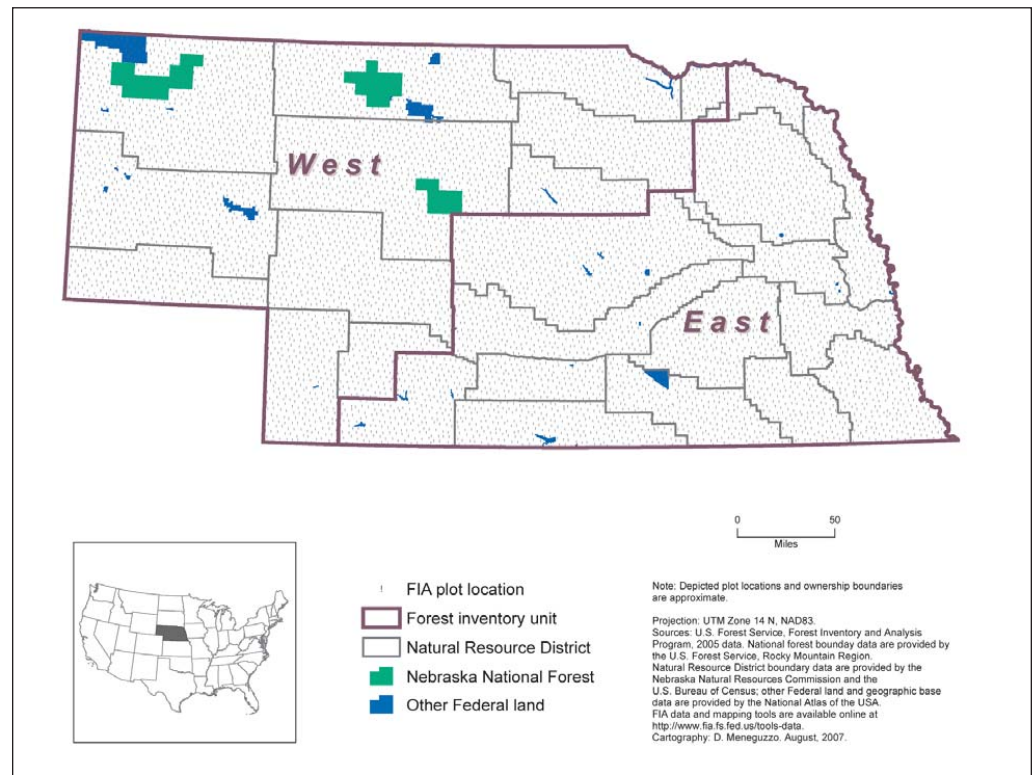 West
East
0 50
Miles
FIA plot location
Forest inventory unit
Natural Resource District
Nebraska National Forest
Other Federal land
Note: Depicted plot locations and ownership boundaries
are approximate.
Projection: UTM Zone 14 N, NAD83.
Sources: U.S. Forest Service, Forest Inventory and Analysis
Program, 2005 data. National forest bounday data are provided by
the U.S. Forest Service, Rocky Mountain Region.
Natural Resource District boundary data are provided by the
Nebraska Natural Resources Commission and the
U.S. Bureau of Census; other Federal land and geographic base
data are provided by the National Atlas of the USA.
FIA data and mapping tools are available online at
http://www.fia.fs.fed.us/tools-data.
Cartography: D. Meneguzzo. August, 2007.